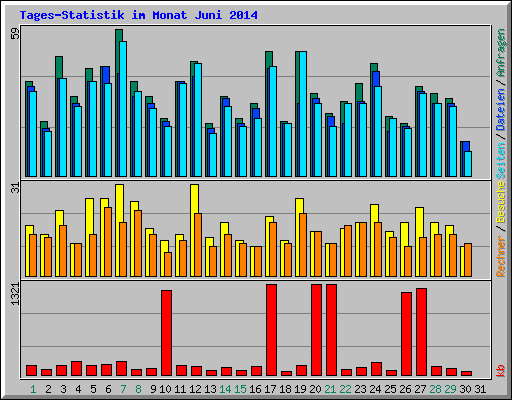 Tages-Statistik im Monat Juni 2014
59
31
1321
Rechner / Besuche Seiten / Dateien / Anfragen
kb
1 2 3 4 5 6 7 8 9 10 11 12 13 14 15 16 17 18 19 20 21 22 23 24 25 26 27 28 29 30 31